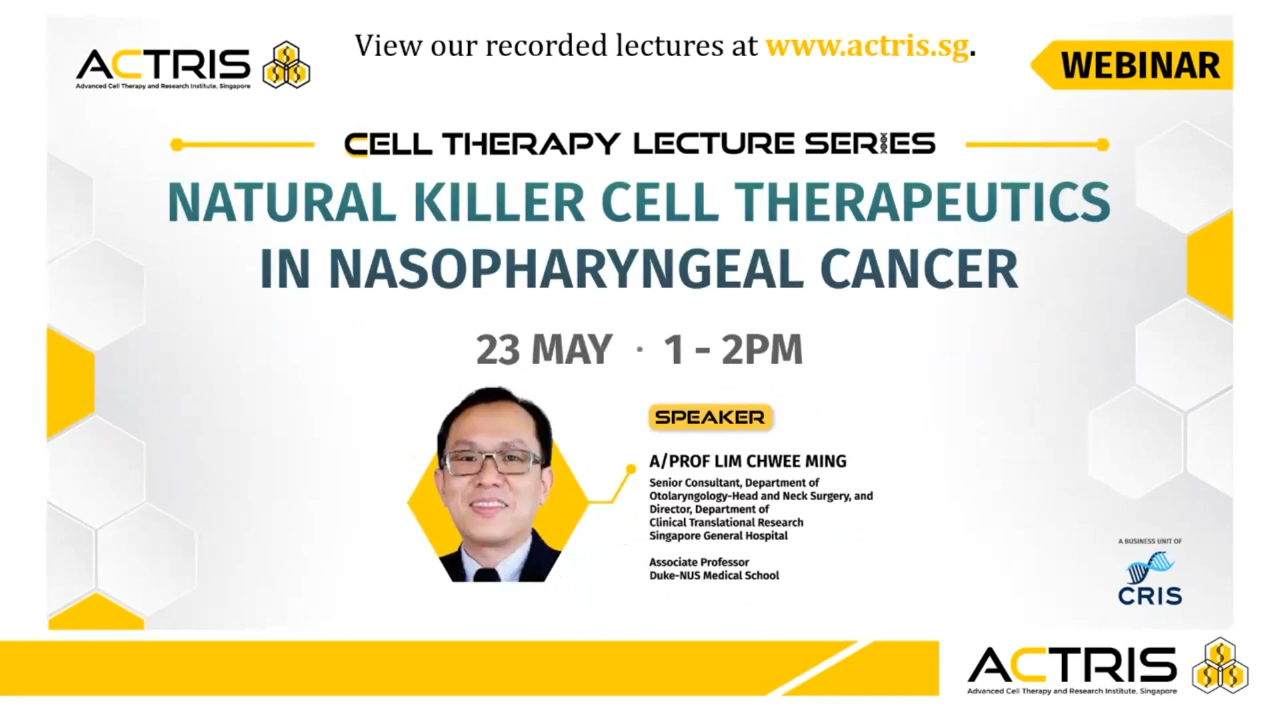 ACTRIS
Advanced Cell Therapy and Research Institute, Singapore
View our recorded lectures at www.actris.sg.
WEBINAR
CELL THERAPY LECTURE SERIES
NATURAL KILLER CELL THERAPEUTICS
IN NASOPHARYNGEAL CANCER
23 MAY · 1 - 2PM
SPEAKER
A/PROF LIM CHWEE MING
Senior Consultant, Department of
Otolaryngology-Head and Neck Surgery, and
Director, Department of
Clinical Translational Research
Singapore General Hospital
Associate Professor
Duke-NUS Medical School
A BUSINESS UNIT OF
CRIS
ACTRIS
Advanced Cell Therapy and Research Institute, Singapore